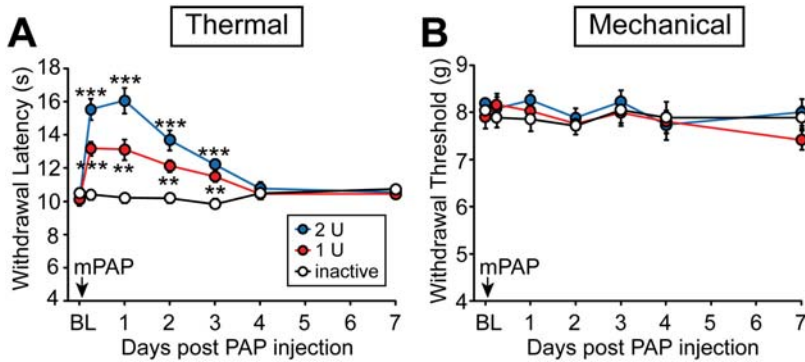 A
Thermal
Withdrawal Latency (s)
18
16
14
12
10
8
6
4
***
***
***
***
***
**
**
**
2 U
1 U
inactive
mPAP
BL 1 2 3 4 5 6 7
Days post PAP injection
B
Mechanical
Withdrawal Threshold (g)
9
8
7
6
5
4
mPAP
BL 1 2 3 4 5 6 7
Days post PAP injection